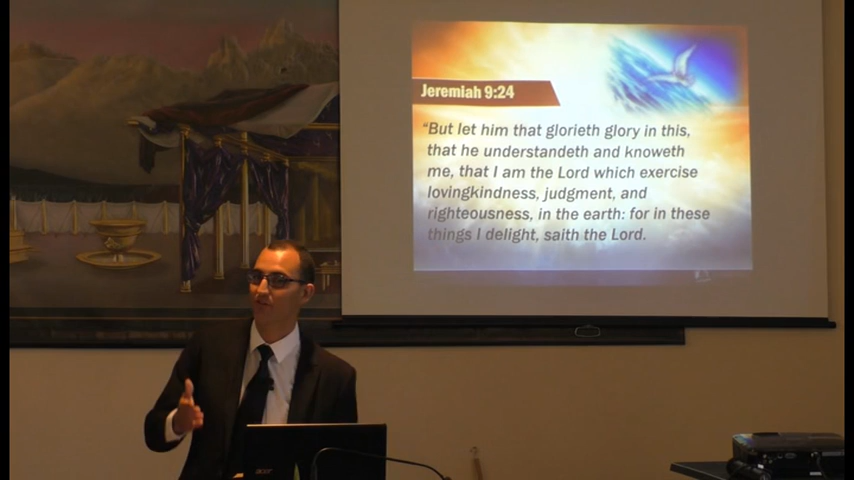 Jeremiah 9:24
“But let him that glorieth glory in this,
that he understandeth and knoweth
me, that I am the Lord which exercise
lovingkindness, judgment, and
righteousness, in the earth: for in these
things I delight, saith the Lord.
acer